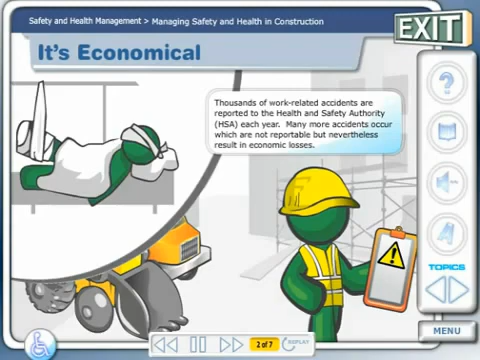 Safety and Health Management > Managing Safety and Health in Construction
EXIT
It's Economical
Thousands of work-related accidents are
reported to the Health and Safety Authority
(HSA) each year. Many more accidents occur
which are not reportable but nevertheless
result in economic losses.
TOPICS
MENU
2 of 7
REPLAY